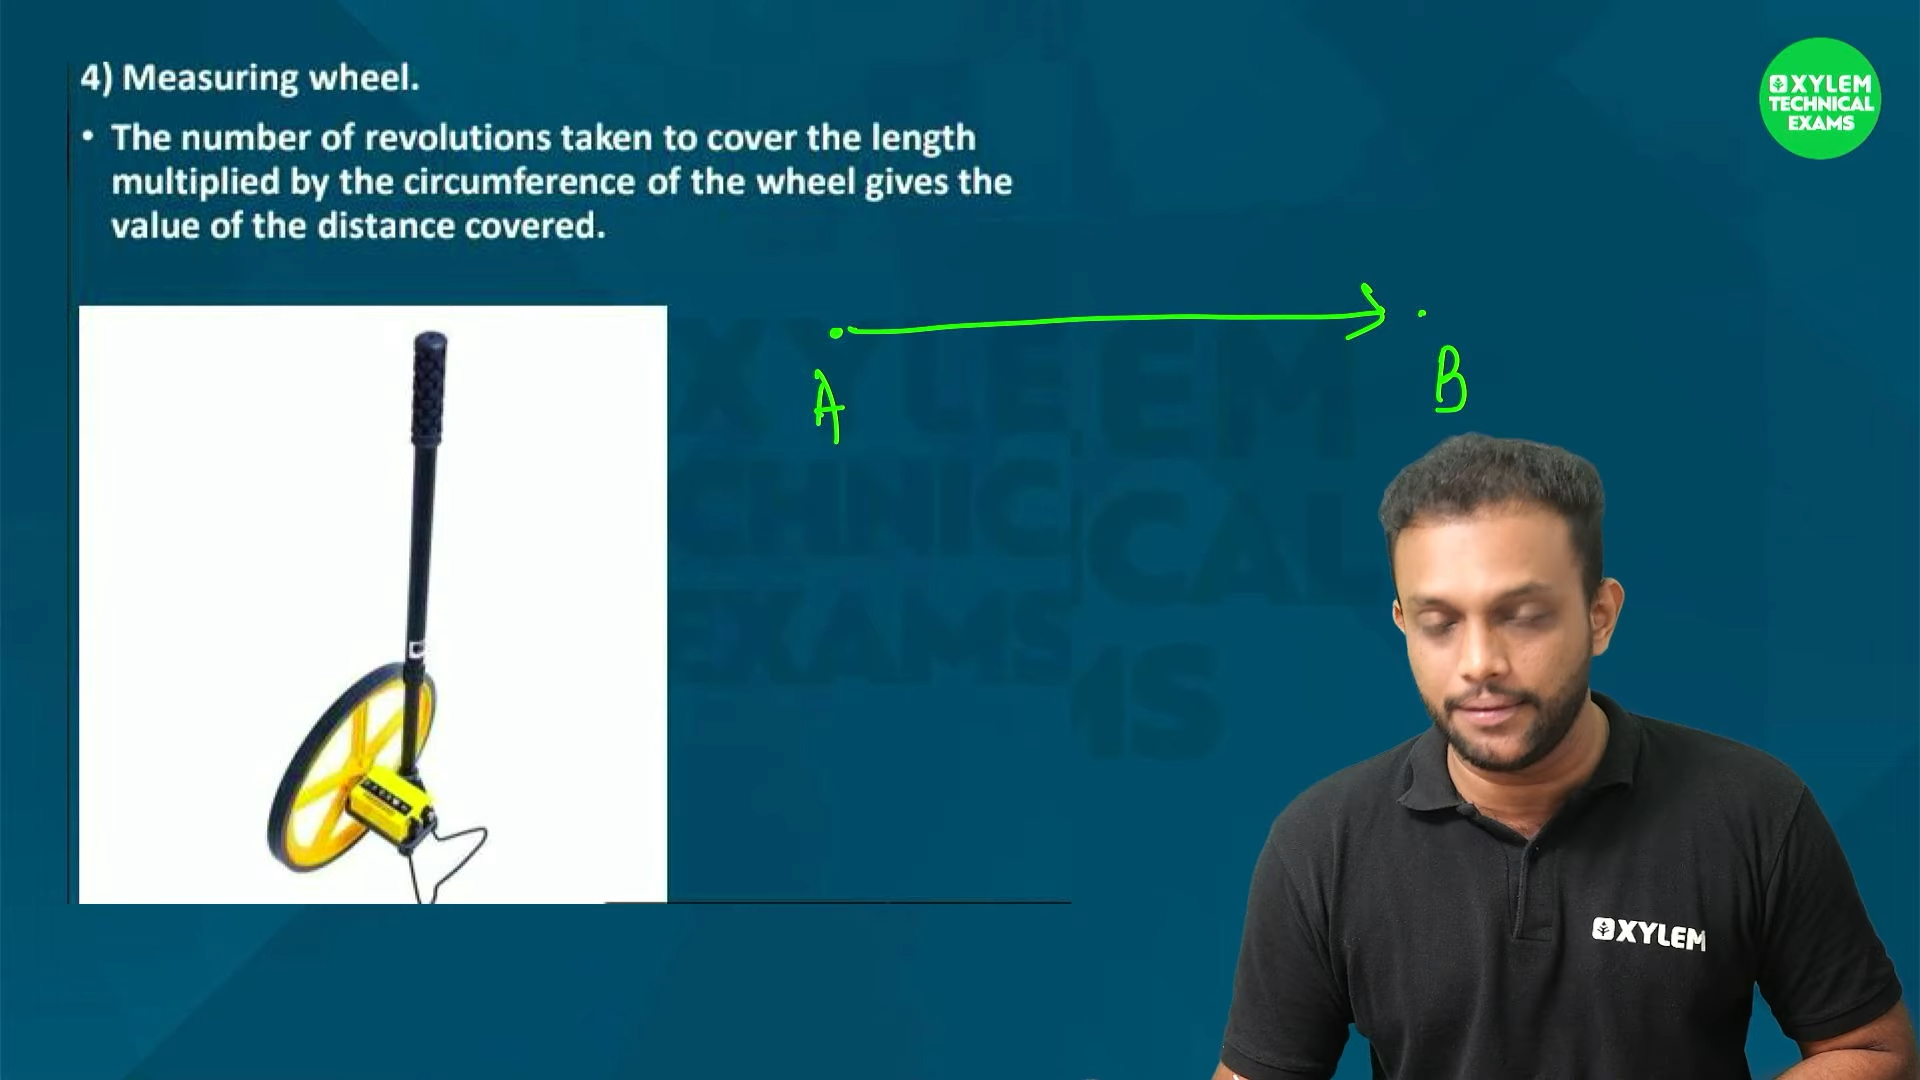 4) Measuring wheel.
• The number of revolutions taken to cover the length
multiplied by the circumference of the wheel gives the
value of the distance covered.
XYLEM
TECHNICAL
EXAMS
A
B
XYLEM